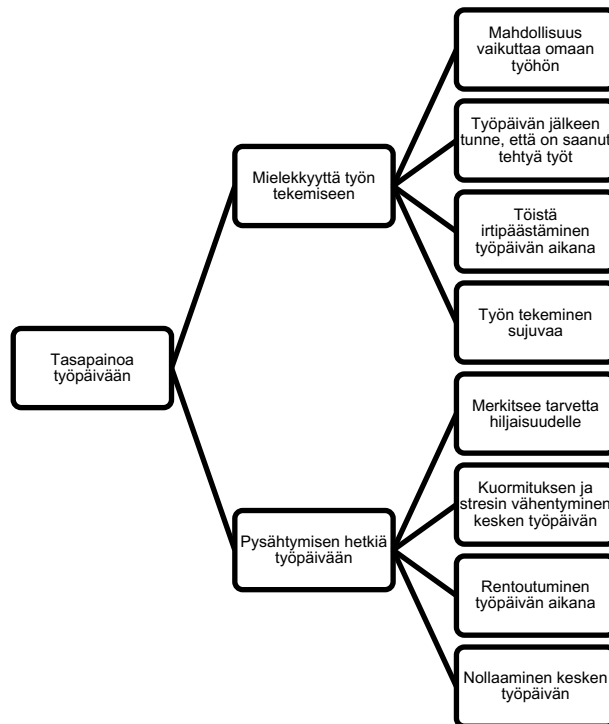 Tasapainoa
työpäivään
Mielekkyyttä työn
tekemiseen
Mahdollisuus
vaikuttaa omaan
työhön
Työpäivän jälkeen
tunne, että on saanut
tehtyä työt
Töistä
irtipäästäminen
työpäivän aikana
Työn tekeminen
sujuvaa
Pysähtymisen hetkiä
työpäivään
Merkitsee tarvetta
hiljaisuudelle
Kuormituksen ja
stresin vähentyminen
kesken työpäivän
Rentoutuminen
työpäivän aikana
Nollaaminen kesken
työpäivän